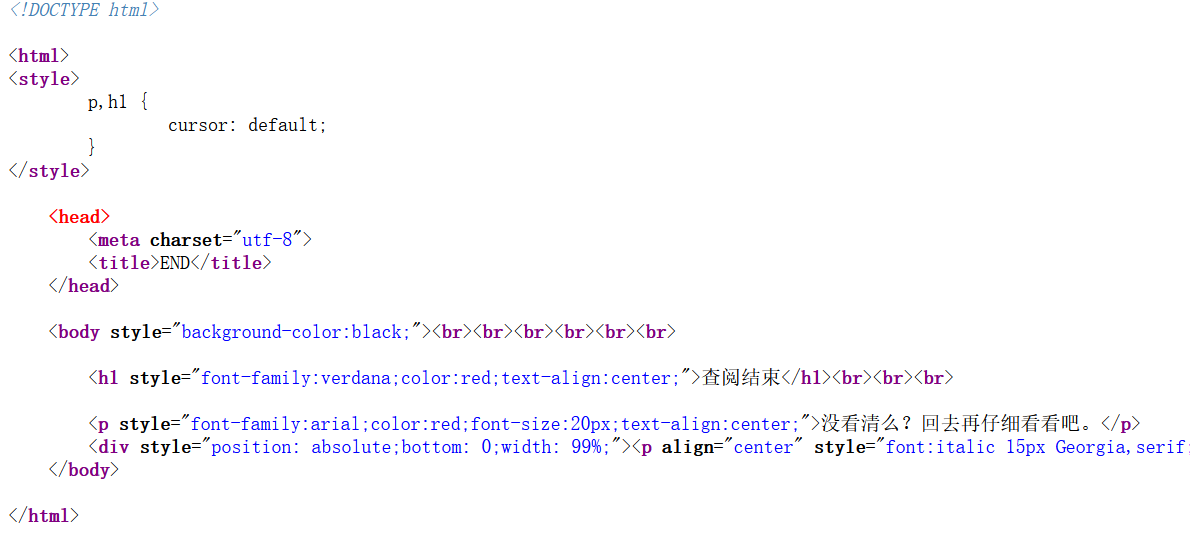 <!DOCTYPE html>
<html>
<style>
p,h1 {
cursor: default;
}
</style>
<head>
<meta charset="utf-8">
<title>END</title>
</head>
<body style="background-color:black;"><br><br><br><br><br><br>
<h1 style="font-family:verdana;color:red;text-align:center;">查阅结束</h1><br><br><br>
<p style="font-family:arial;color:red;font-size:20px;text-align:center;">没看清么？回去再仔细看看吧。</p>
<div style="position: absolute;bottom: 0;width: 99%;"><p align="center" style="font:italic 15px Georgia,serif;
</body>
</html>